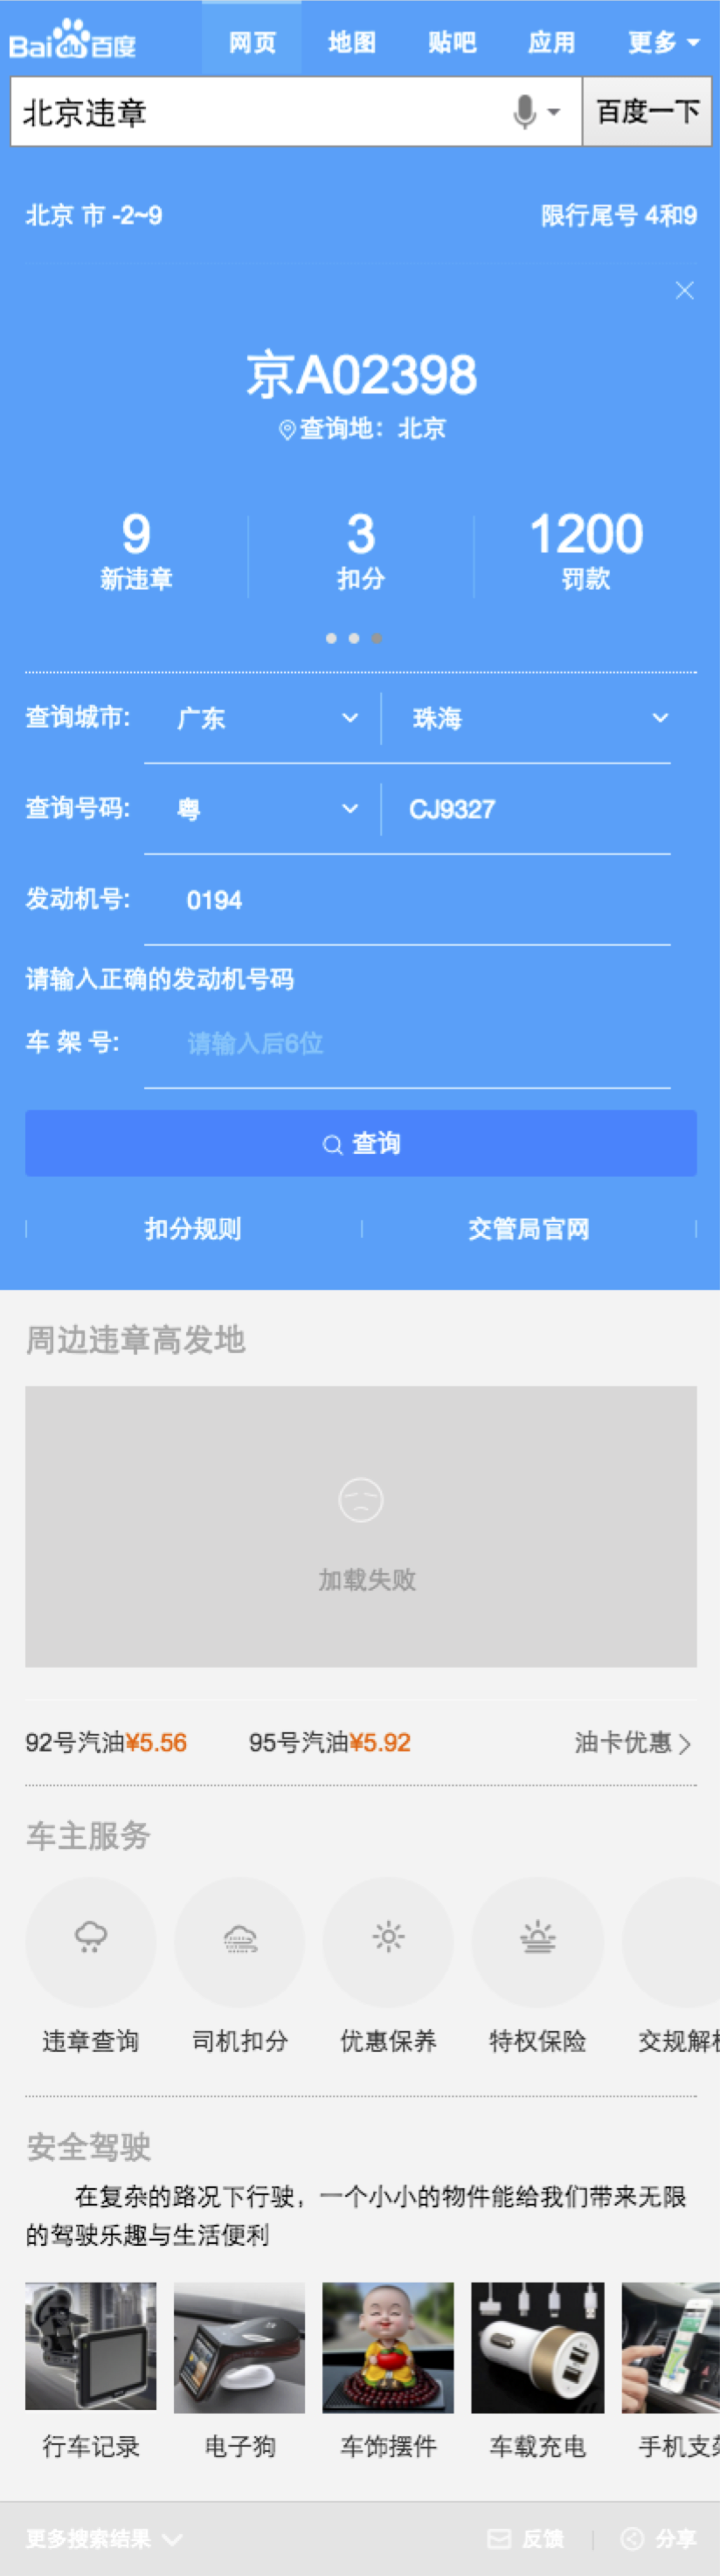 Baidu百度 网页 地图 贴吧 应用 更多
北京违章 百度一下
北京 市 -2~9 限行尾号 4和9
京A02398
查询地：北京
9 3 1200
新违章 扣分 罚款
查询城市: 广东 珠海
查询号码: 粤 CJ9327
发动机号: 0194
请输入正确的发动机号码
车 架 号: 请输入后6位
查询
扣分规则 交管局官网
周边违章高发地
加载失败
92号汽油¥5.56 95号汽油¥5.92 油卡优惠
车主服务
违章查询 司机扣分 优惠保养 特权保险 交规解
安全驾驶
在复杂的路况下行驶，一个小小的物件能给我们带来无限
的驾驶乐趣与生活便利
行车记录 电子狗 车饰摆件 车载充电 手机支
更多搜索结果 反馈 分享